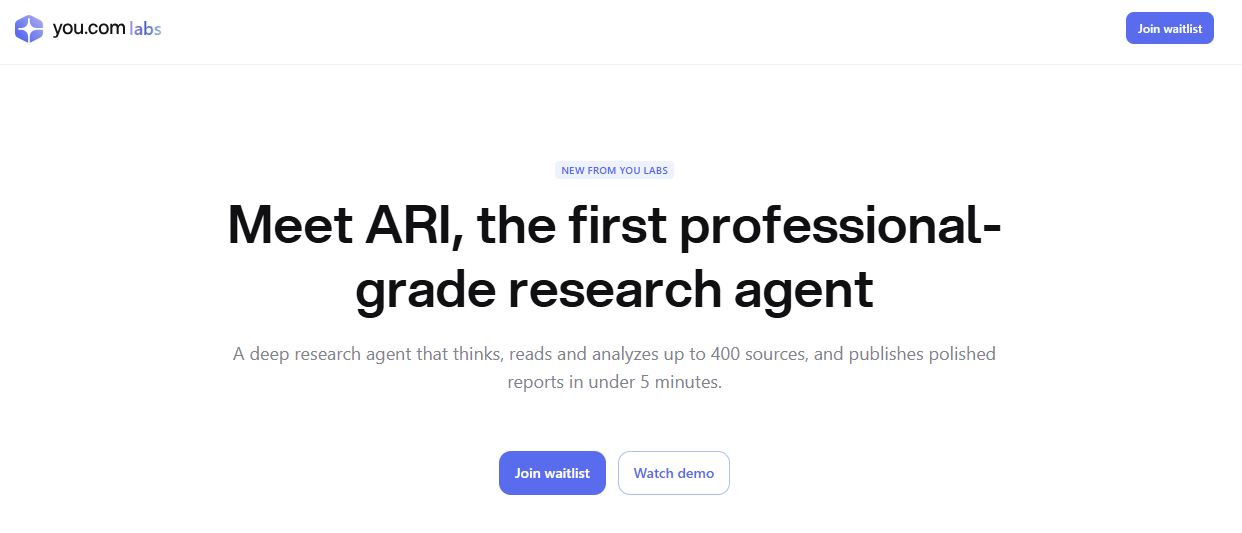 you.com labs
Join waitlist
NEW FROM YOU LABS
Meet ARI, the first professional-
grade research agent
A deep research agent that thinks, reads and analyzes up to 400 sources, and publishes polished
reports in under 5 minutes.
Join waitlist
Watch demo